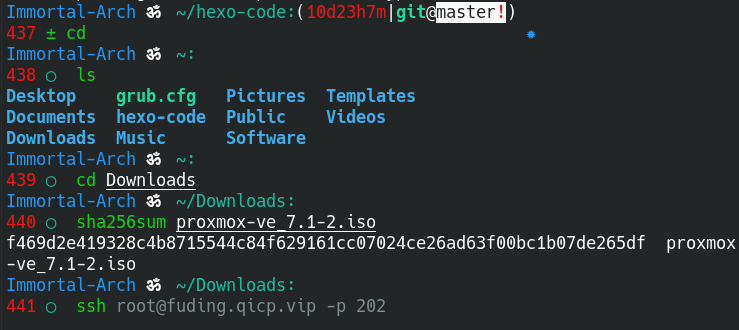 Immortal-Arch ॐ ~/hexo-code:(10d23h7m|git@master!)
437 ± cd
Immortal-Arch ॐ ~:
438 ○ ls
Desktop grub.cfg Pictures Templates
Documents hexo-code Public Videos
Downloads Music Software
Immortal-Arch ॐ ~:
439 ○ cd Downloads
Immortal-Arch ॐ ~/Downloads:
440 ○ sha256sum proxmox-ve_7.1-2.iso
f469d2e419328c4b8715544c84f629161cc07024ce26ad63f00bc1b07de265df proxmox
-ve_7.1-2.iso
Immortal-Arch ॐ ~/Downloads:
441 ○ ssh root@fuding.qicp.vip -p 202